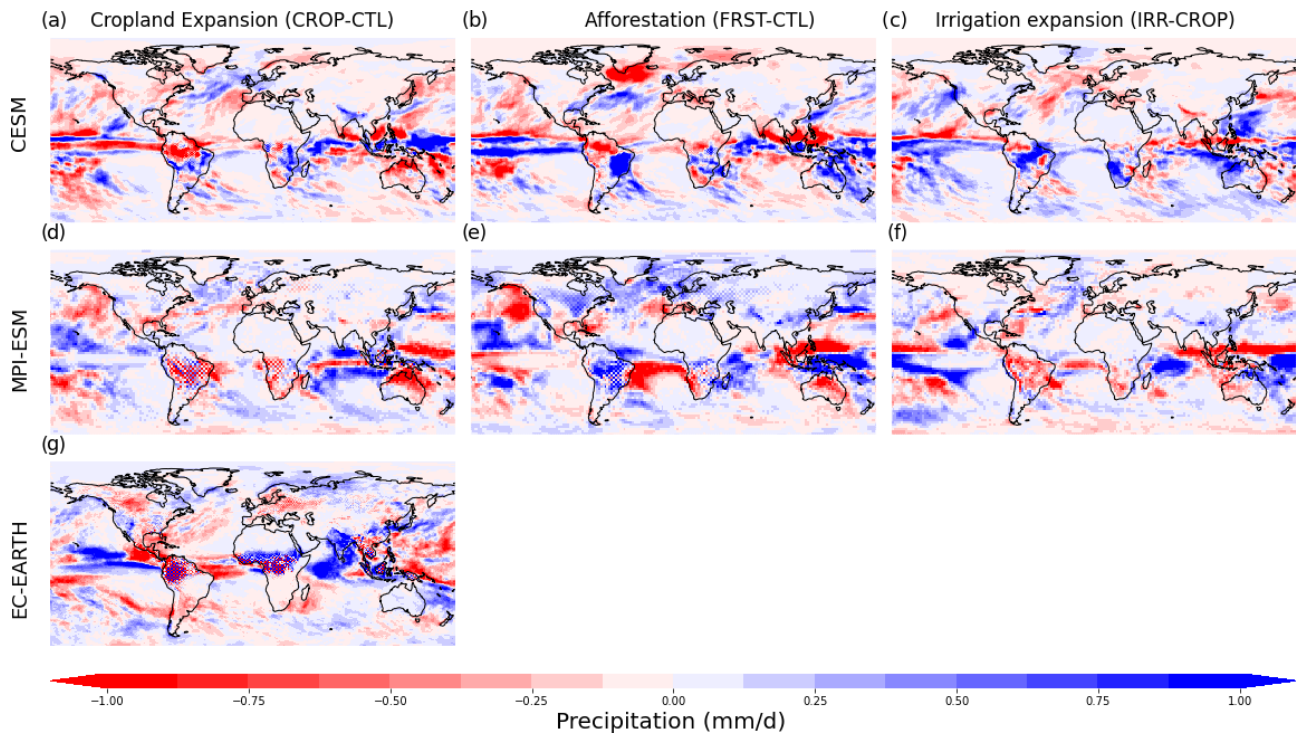 (a) Cropland Expansion (CROP-CTL)
(b) Afforestation (FRST-CTL)
(c) Irrigation expansion (IRR-CROP)
CESM
(d)
(e)
(f)
MPI-ESM
(g)
EC-EARTH
−1.00 −0.75 −0.50 −0.25 0.00 0.25 0.50 0.75 1.00
Precipitation (mm/d)